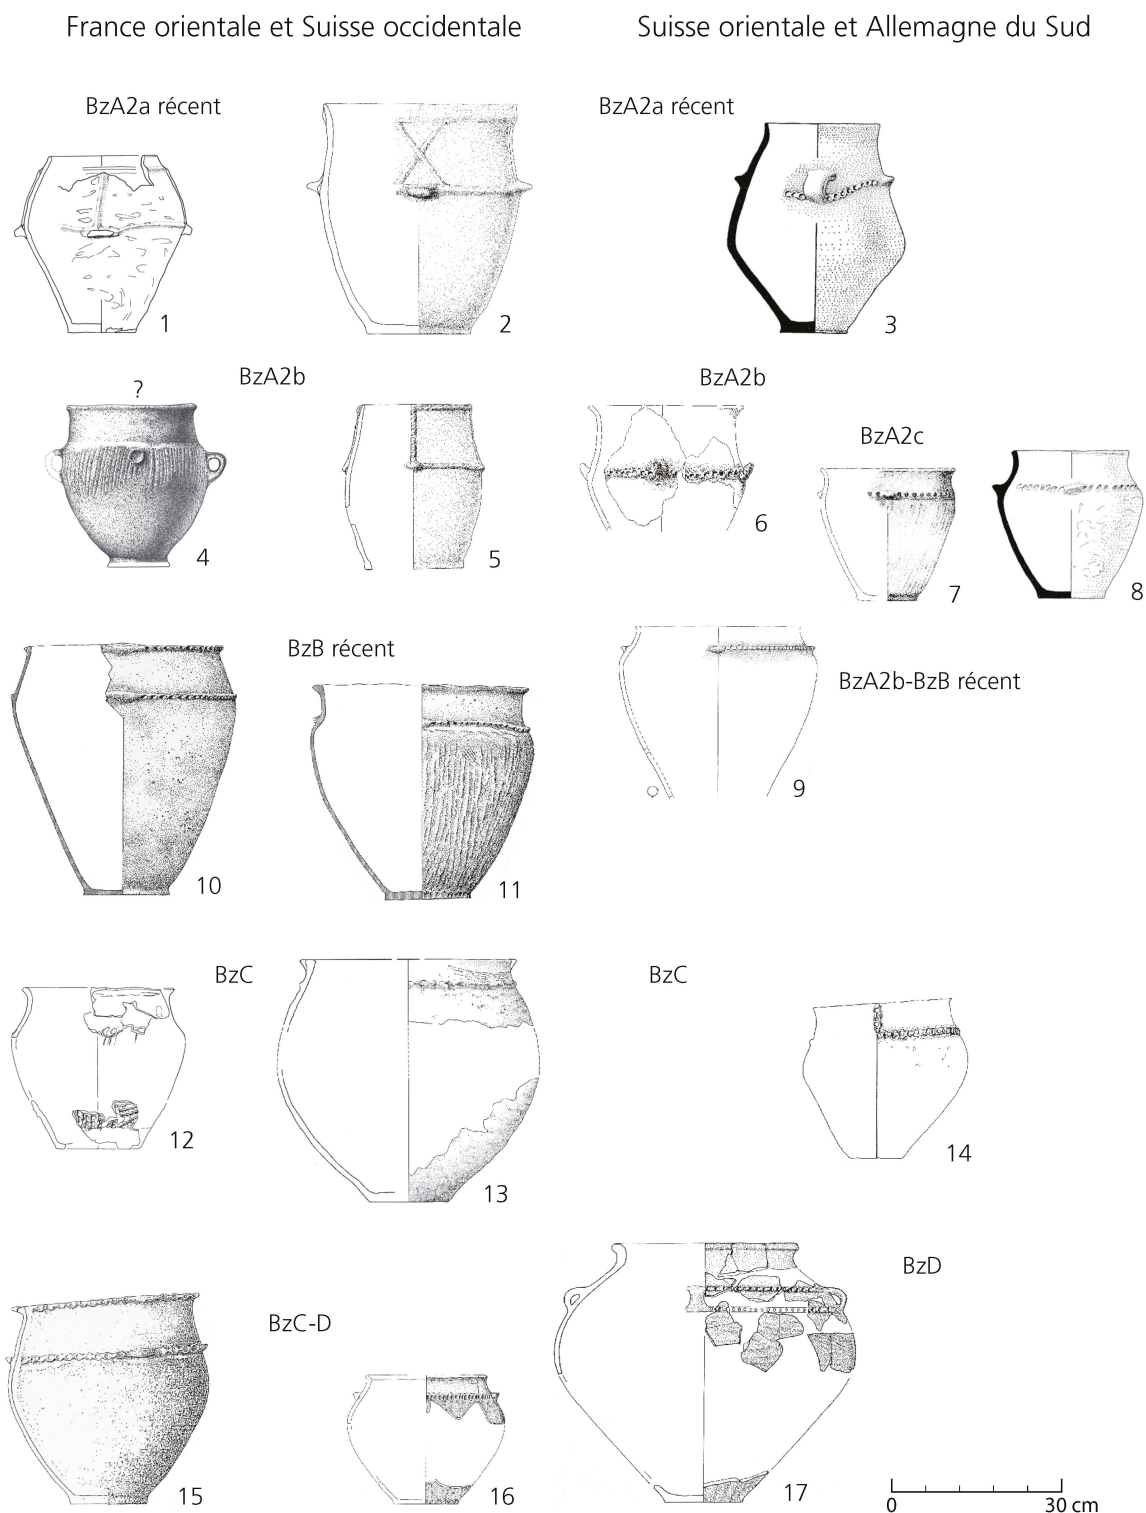 France orientale et Suisse occidentale
Suisse orientale et Allemagne du Sud
BzA2a récent
BzA2a récent
1
2
3
?
BzA2b
BzA2b
BzA2c
4
5
6
7
8
BzB récent
BzA2b-BzB récent
9
10
11
BzC
BzC
12
13
14
BzD
BzC-D
15
16
17
0
30 cm